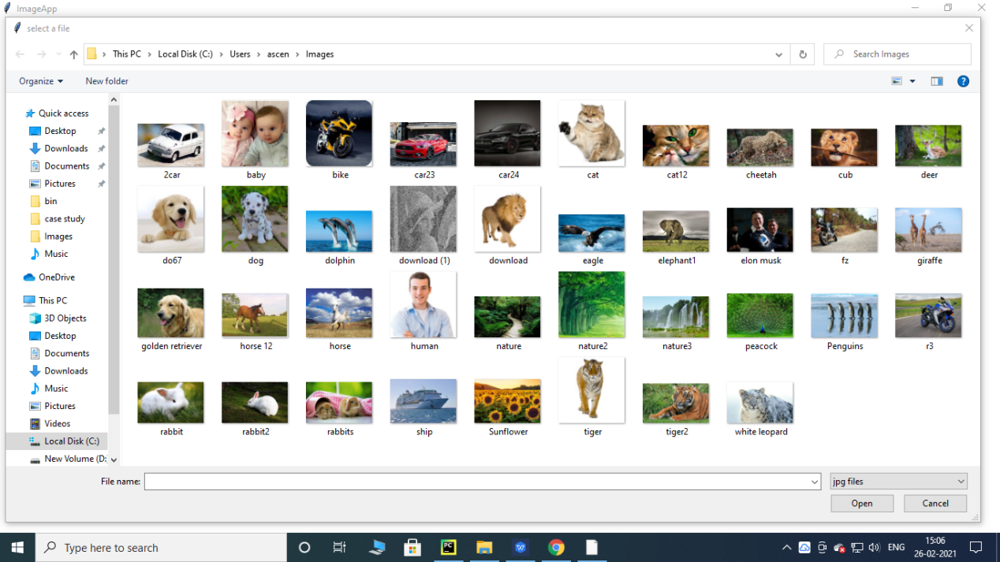 ImageApp
select a file
This PC › Local Disk (C:) › Users › ascen › Images
Search Images
Organize
New folder
Quick access
Desktop
Downloads
Documents
Pictures
bin
case study
Images
Music
OneDrive
This PC
3D Objects
Desktop
Documents
Downloads
Music
Pictures
Videos
Local Disk (C:)
New Volume (D:
2car
baby
bike
car23
car24
cat
cat12
cheetah
cub
deer
do67
dog
dolphin
download (1)
download
eagle
elephant1
elon musk
fz
giraffe
golden retriever
horse 12
horse
human
nature
nature2
nature3
peacock
Penguins
r3
rabbit
rabbit2
rabbits
ship
Sunflower
tiger
tiger2
white leopard
File name:
jpg files
Open
Cancel
Type here to search
PC
W
ENG
15:06
26-02-2021